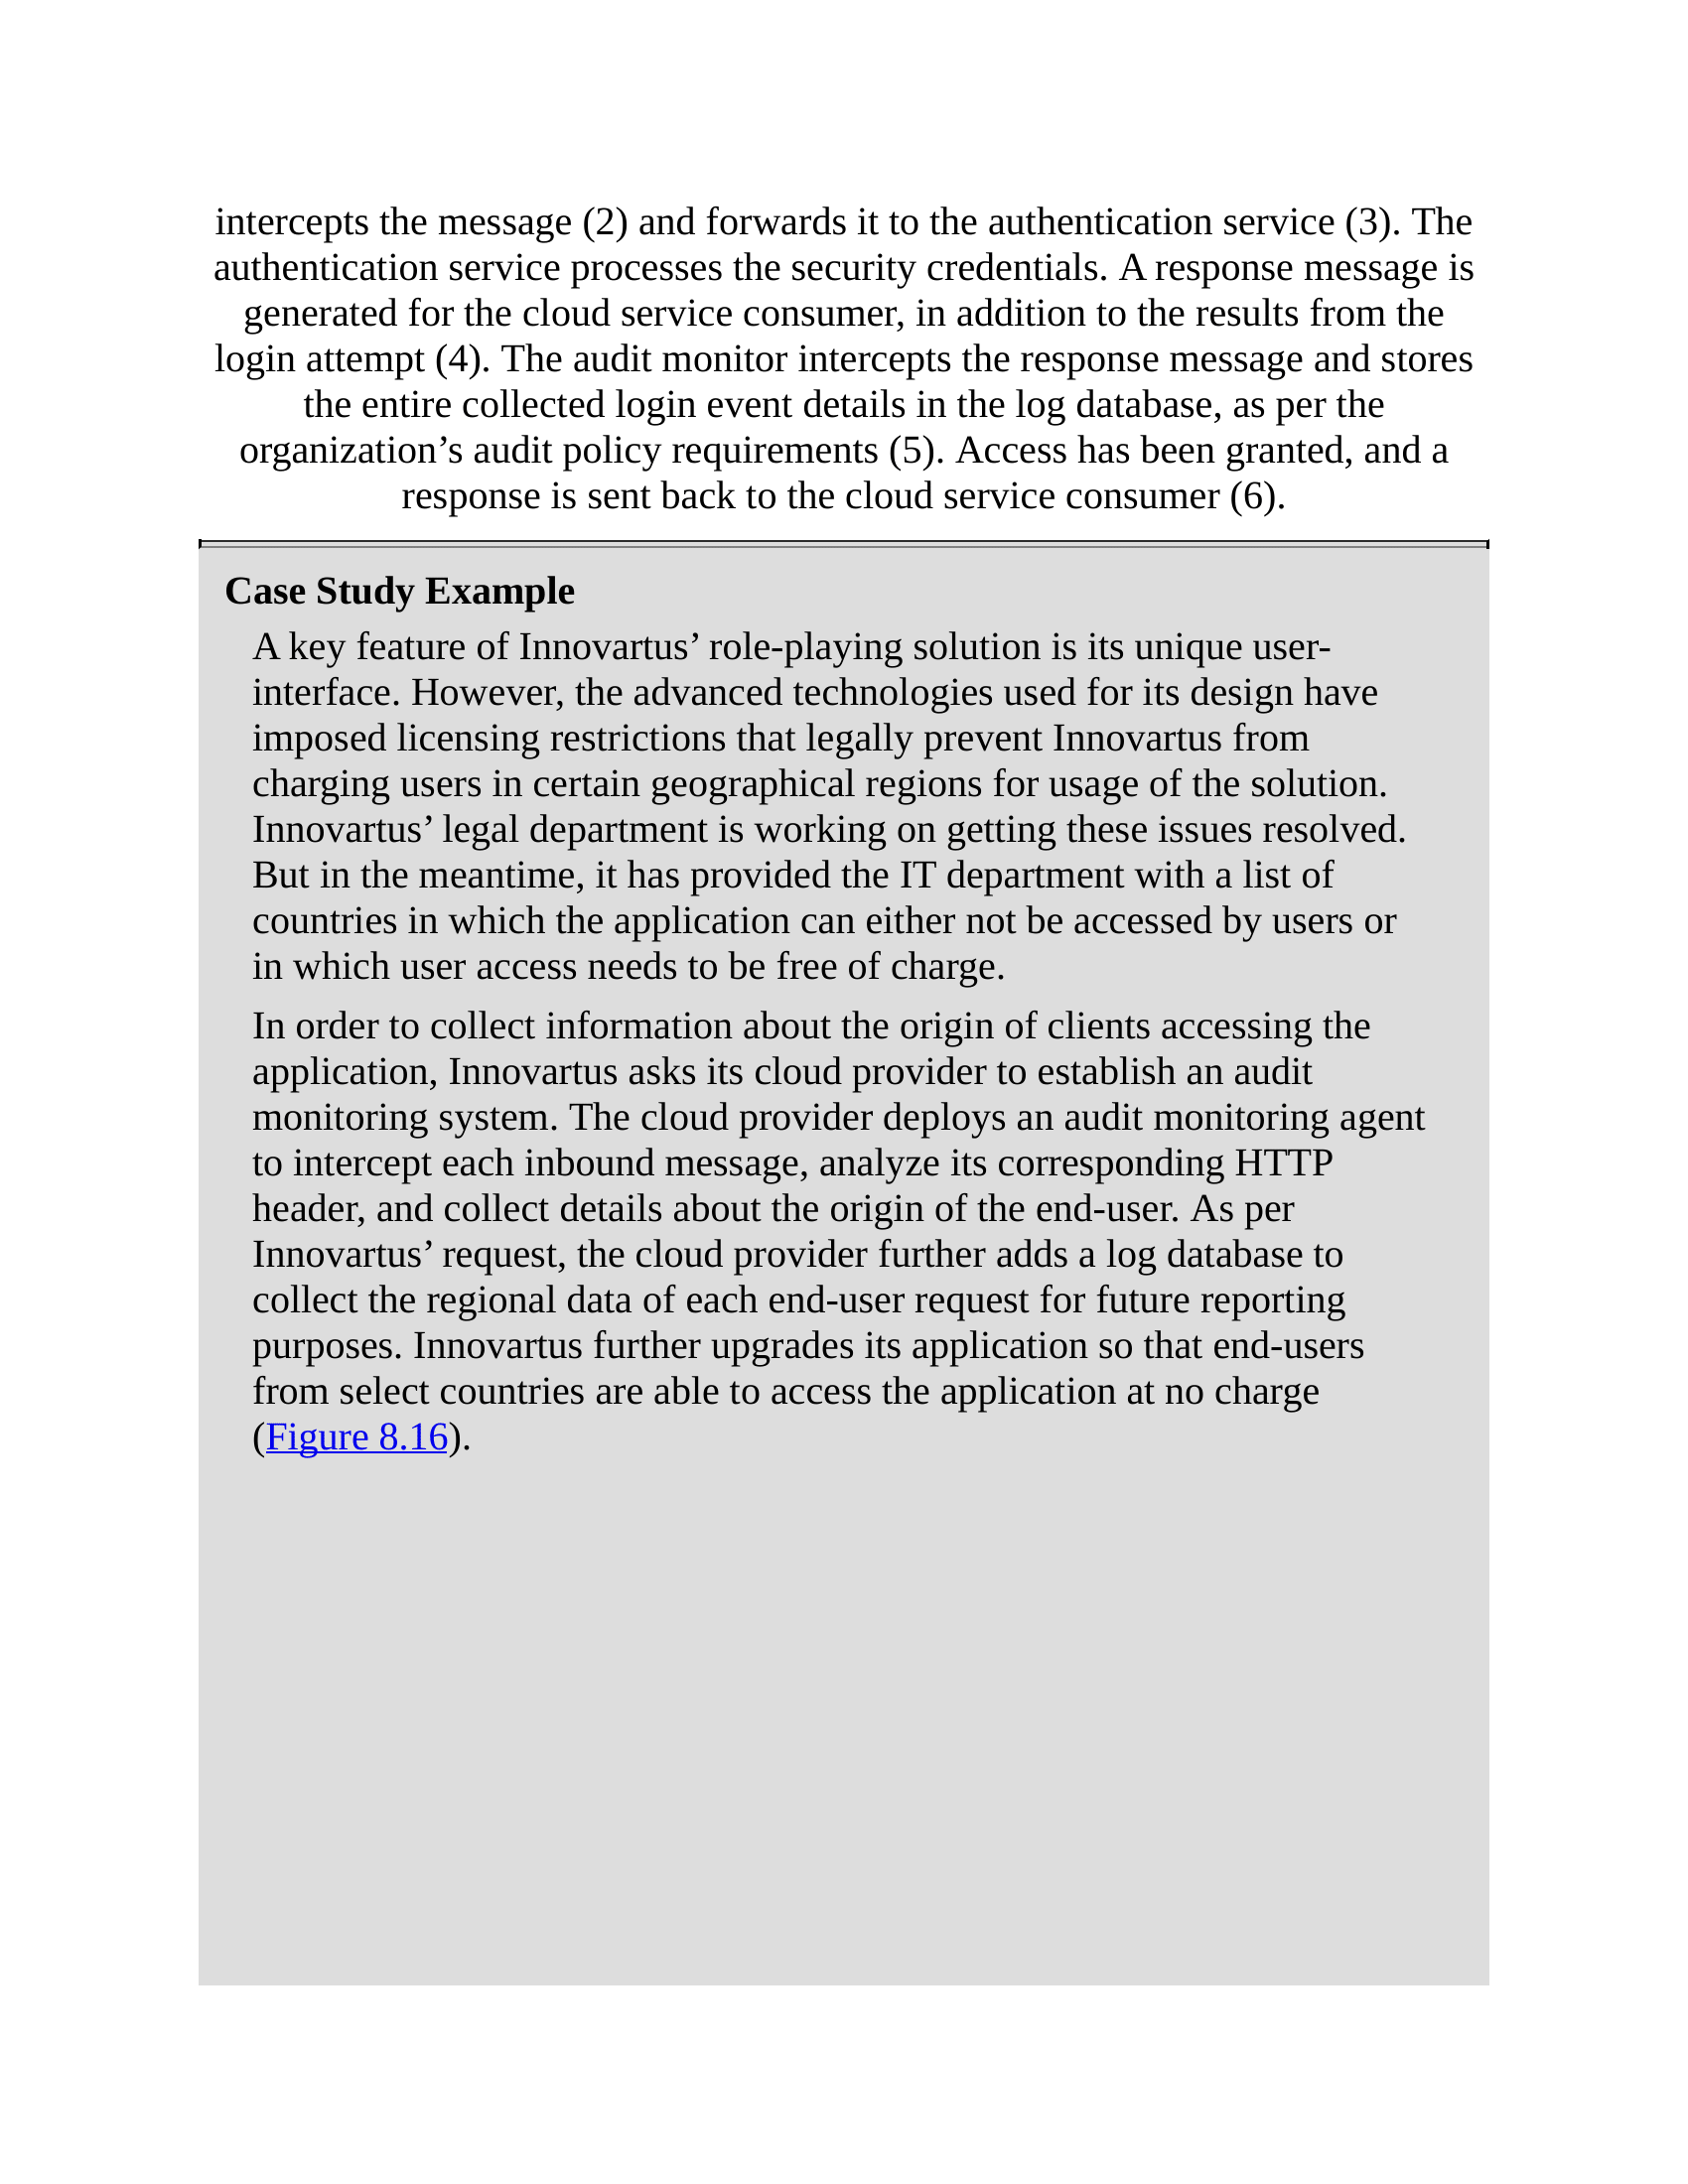 intercepts the message (2) and forwards it to the authentication service (3). The
authentication service processes the security credentials. A response message is
generated for the cloud service consumer, in addition to the results from the
login attempt (4). The audit monitor intercepts the response message and stores
the entire collected login event details in the log database, as per the
organization’s audit policy requirements (5). Access has been granted, and a
response is sent back to the cloud service consumer (6).
Case Study Example
A key feature of Innovartus’ role-playing solution is its unique user-
interface. However, the advanced technologies used for its design have
imposed licensing restrictions that legally prevent Innovartus from
charging users in certain geographical regions for usage of the solution.
Innovartus’ legal department is working on getting these issues resolved.
But in the meantime, it has provided the IT department with a list of
countries in which the application can either not be accessed by users or
in which user access needs to be free of charge.
In order to collect information about the origin of clients accessing the
application, Innovartus asks its cloud provider to establish an audit
monitoring system. The cloud provider deploys an audit monitoring agent
to intercept each inbound message, analyze its corresponding HTTP
header, and collect details about the origin of the end-user. As per
Innovartus’ request, the cloud provider further adds a log database to
collect the regional data of each end-user request for future reporting
purposes. Innovartus further upgrades its application so that end-users
from select countries are able to access the application at no charge
(Figure 8.16).